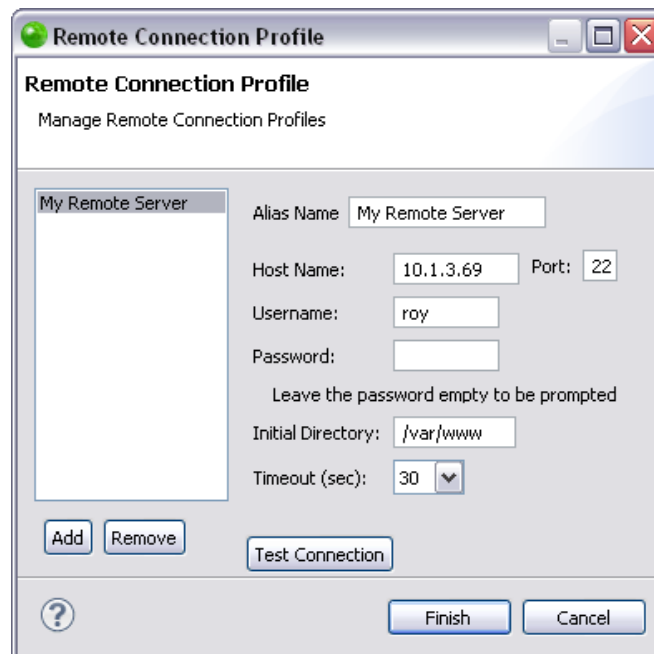 Remote Connection Profile
Remote Connection Profile
Manage Remote Connection Profiles
My Remote Server
Alias Name My Remote Server
Host Name: 10.1.3.69 Port: 22
Username: roy
Password:
Leave the password empty to be prompted
Initial Directory: /var/www
Timeout (sec): 30
Add Remove
Test Connection
? Finish Cancel